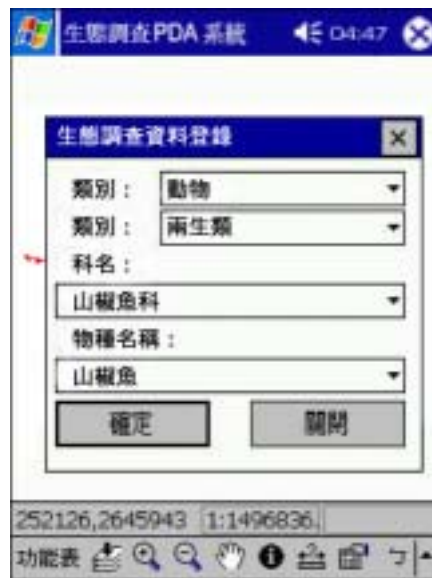 生態調查PDA 系統 04:47
生態調查資料登錄
類別： 動物
類別： 兩生類
科名：
山椒魚科
物種名稱：
山椒魚
確定 關閉
252126,2645943 1:1496836.
功能表 ㄅ